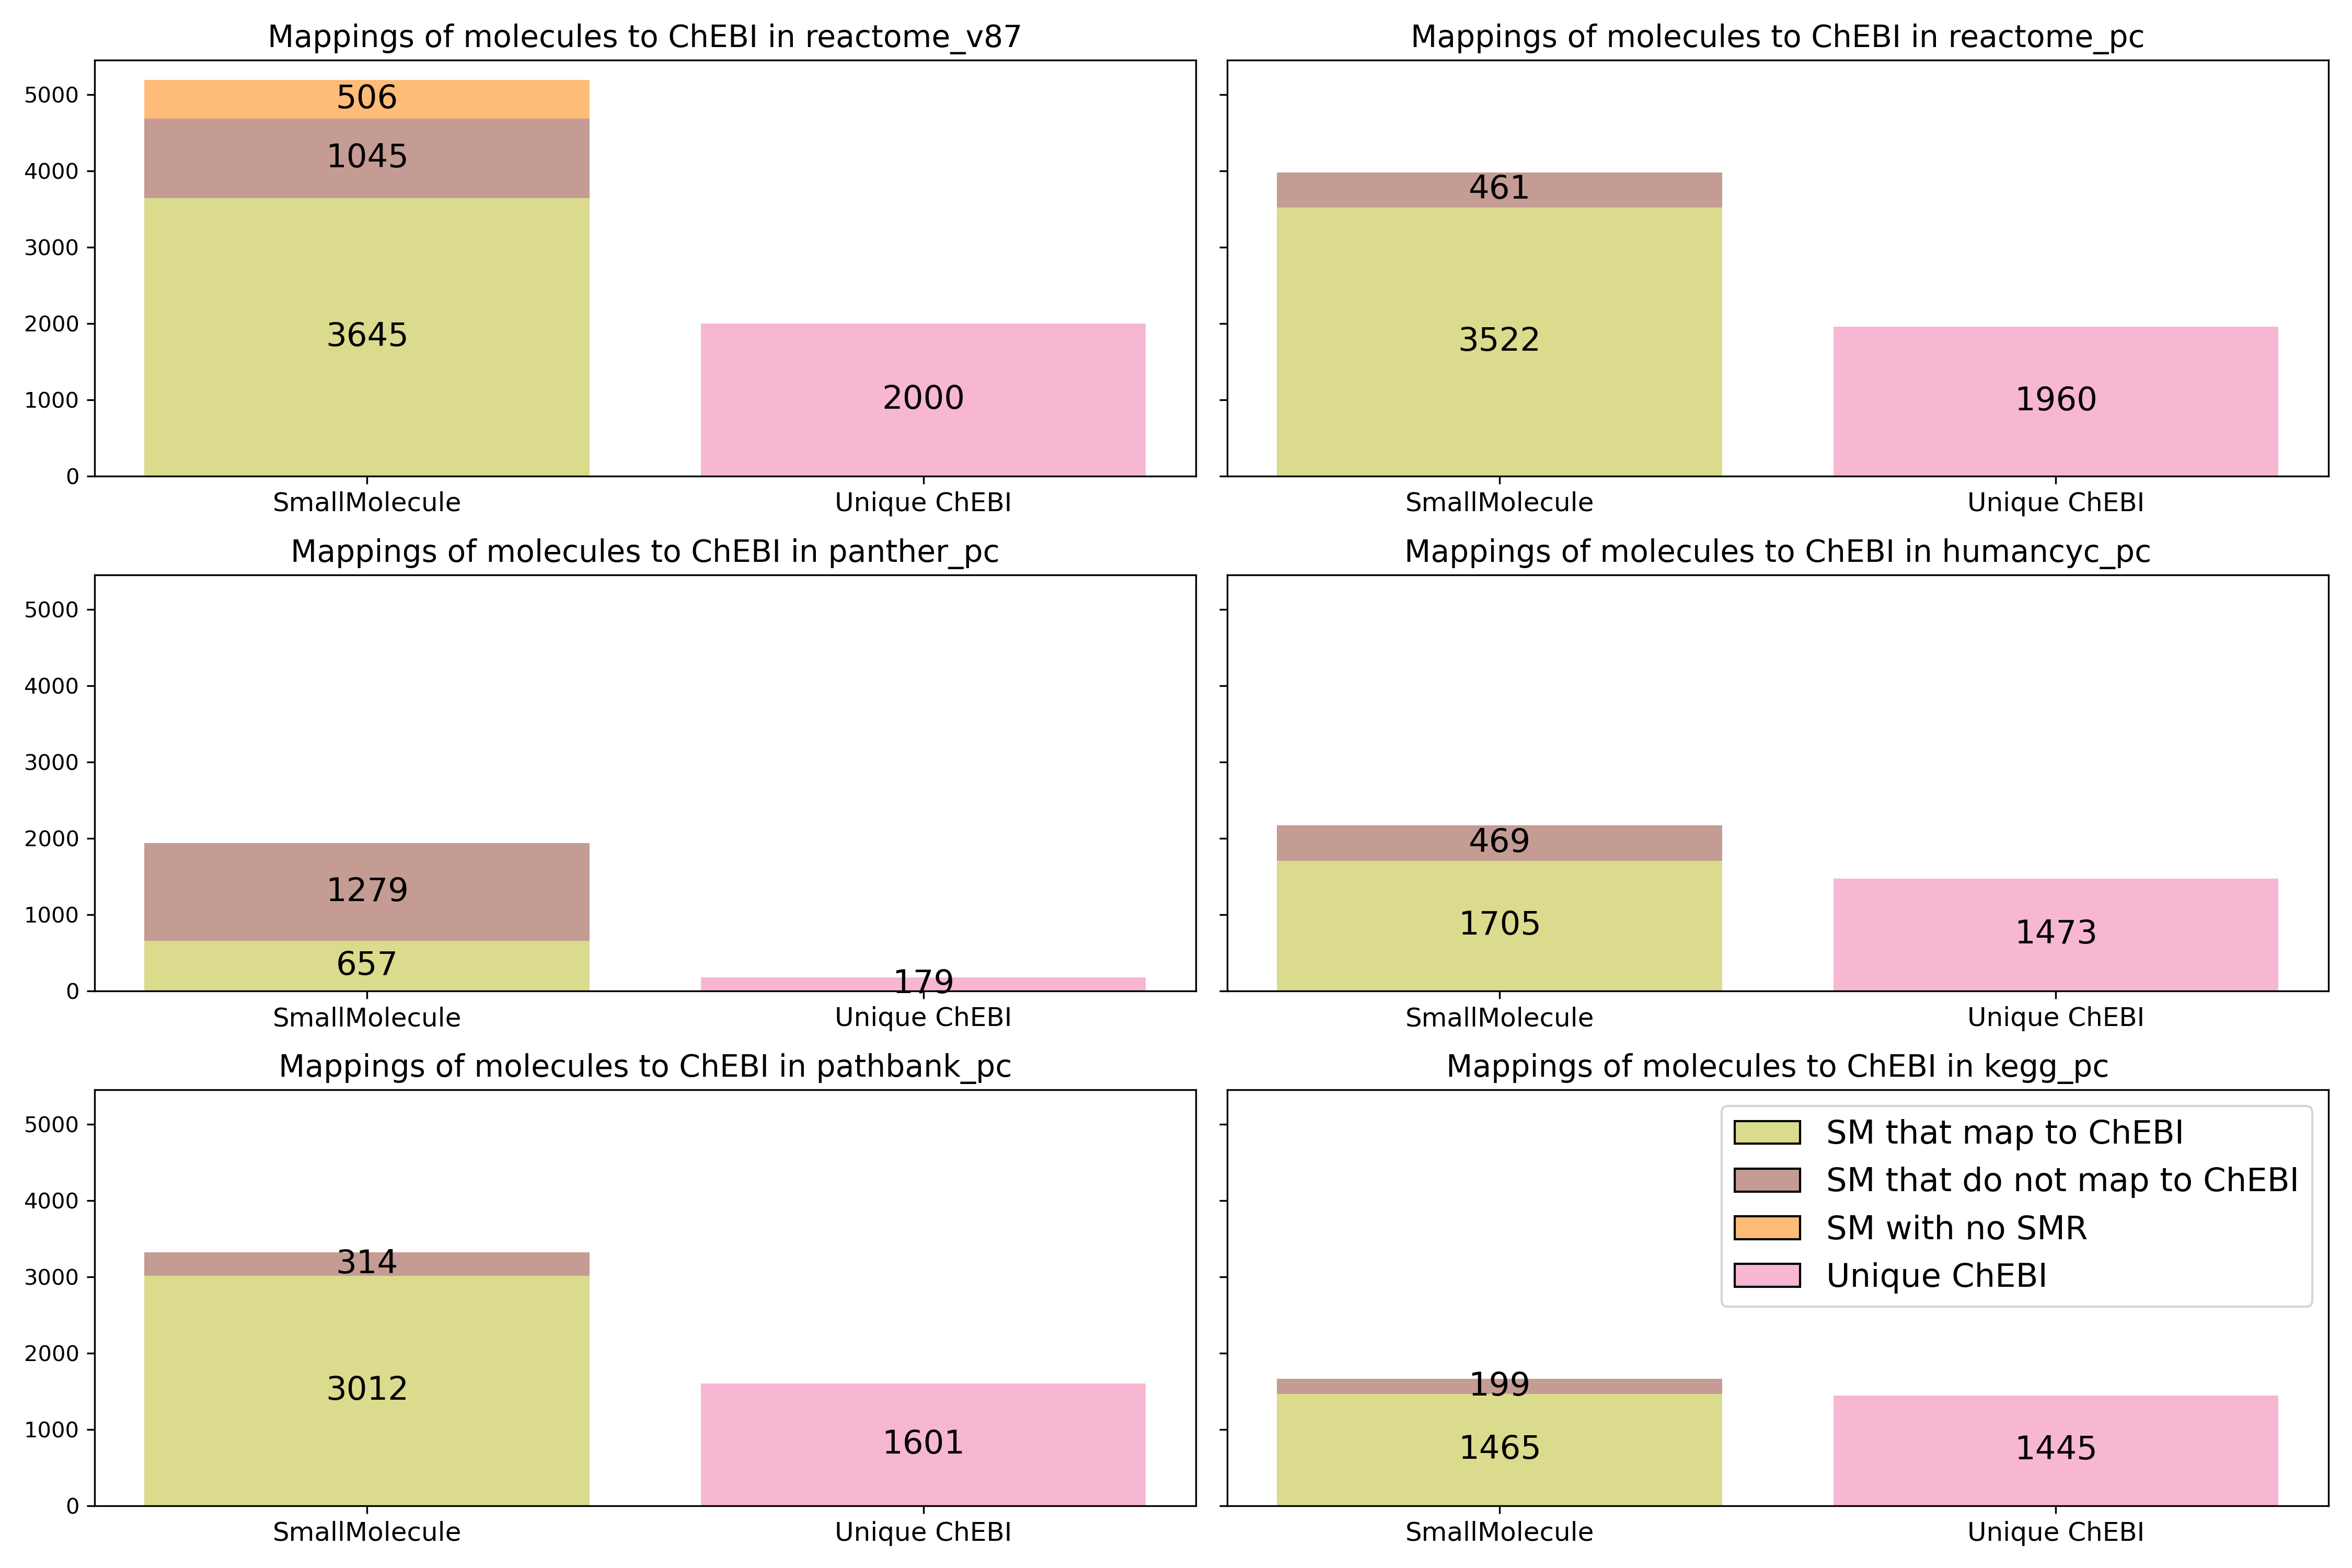 Mappings of molecules to ChEBI in reactome_v87
5000
4000
3000
2000
1000
0
506
1045
3645
2000
SmallMolecule
Unique ChEBI
Mappings of molecules to ChEBI in reactome_pc
461
3522
1960
SmallMolecule
Unique ChEBI
Mappings of molecules to ChEBI in panther_pc
5000
4000
3000
2000
1000
0
1279
657
179
SmallMolecule
Unique ChEBI
Mappings of molecules to ChEBI in humancyc_pc
469
1705
1473
SmallMolecule
Unique ChEBI
Mappings of molecules to ChEBI in pathbank_pc
5000
4000
3000
2000
1000
0
314
3012
1601
SmallMolecule
Unique ChEBI
Mappings of molecules to ChEBI in kegg_pc
SM that map to ChEBI
SM that do not map to ChEBI
SM with no SMR
Unique ChEBI
199
1465
1445
SmallMolecule
Unique ChEBI